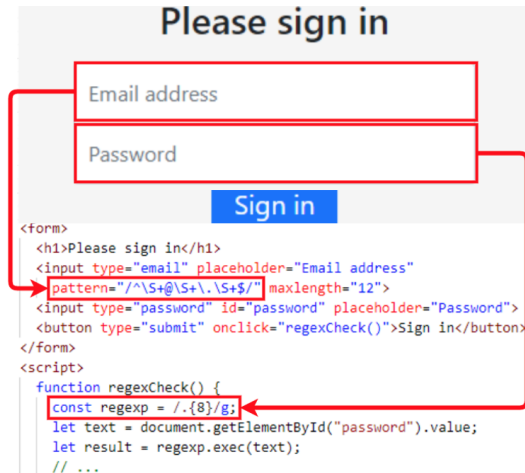 Please sign in
Email address
Password
Sign in
<form>
<h1>Please sign in</h1>
<input type="email" placeholder="Email address"
pattern="/^\S+@\S+\.\S+$/" maxlength="12">
<input type="password" id="password" placeholder="Password">
<button type="submit" onclick="regexCheck()">Sign in</button>
</form>
<script>
function regexCheck() {
const regexp = /.{8}/g;
let text = document.getElementById("password").value;
let result = regexp.exec(text);
// ...